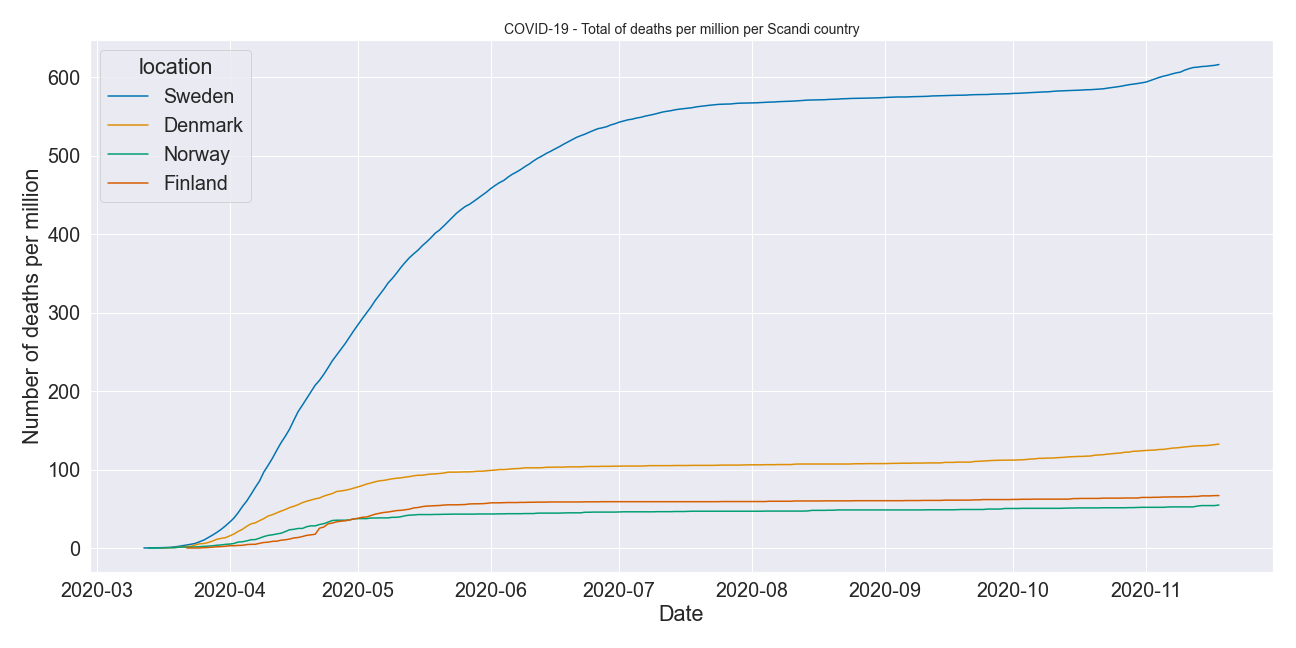 COVID-19 - Total of deaths per million per Scandi country
location
Sweden
Denmark
Norway
Finland
Number of deaths per million
600
500
400
300
200
100
0
2020-03 2020-04 2020-05 2020-06 2020-07 2020-08 2020-09 2020-10 2020-11
Date